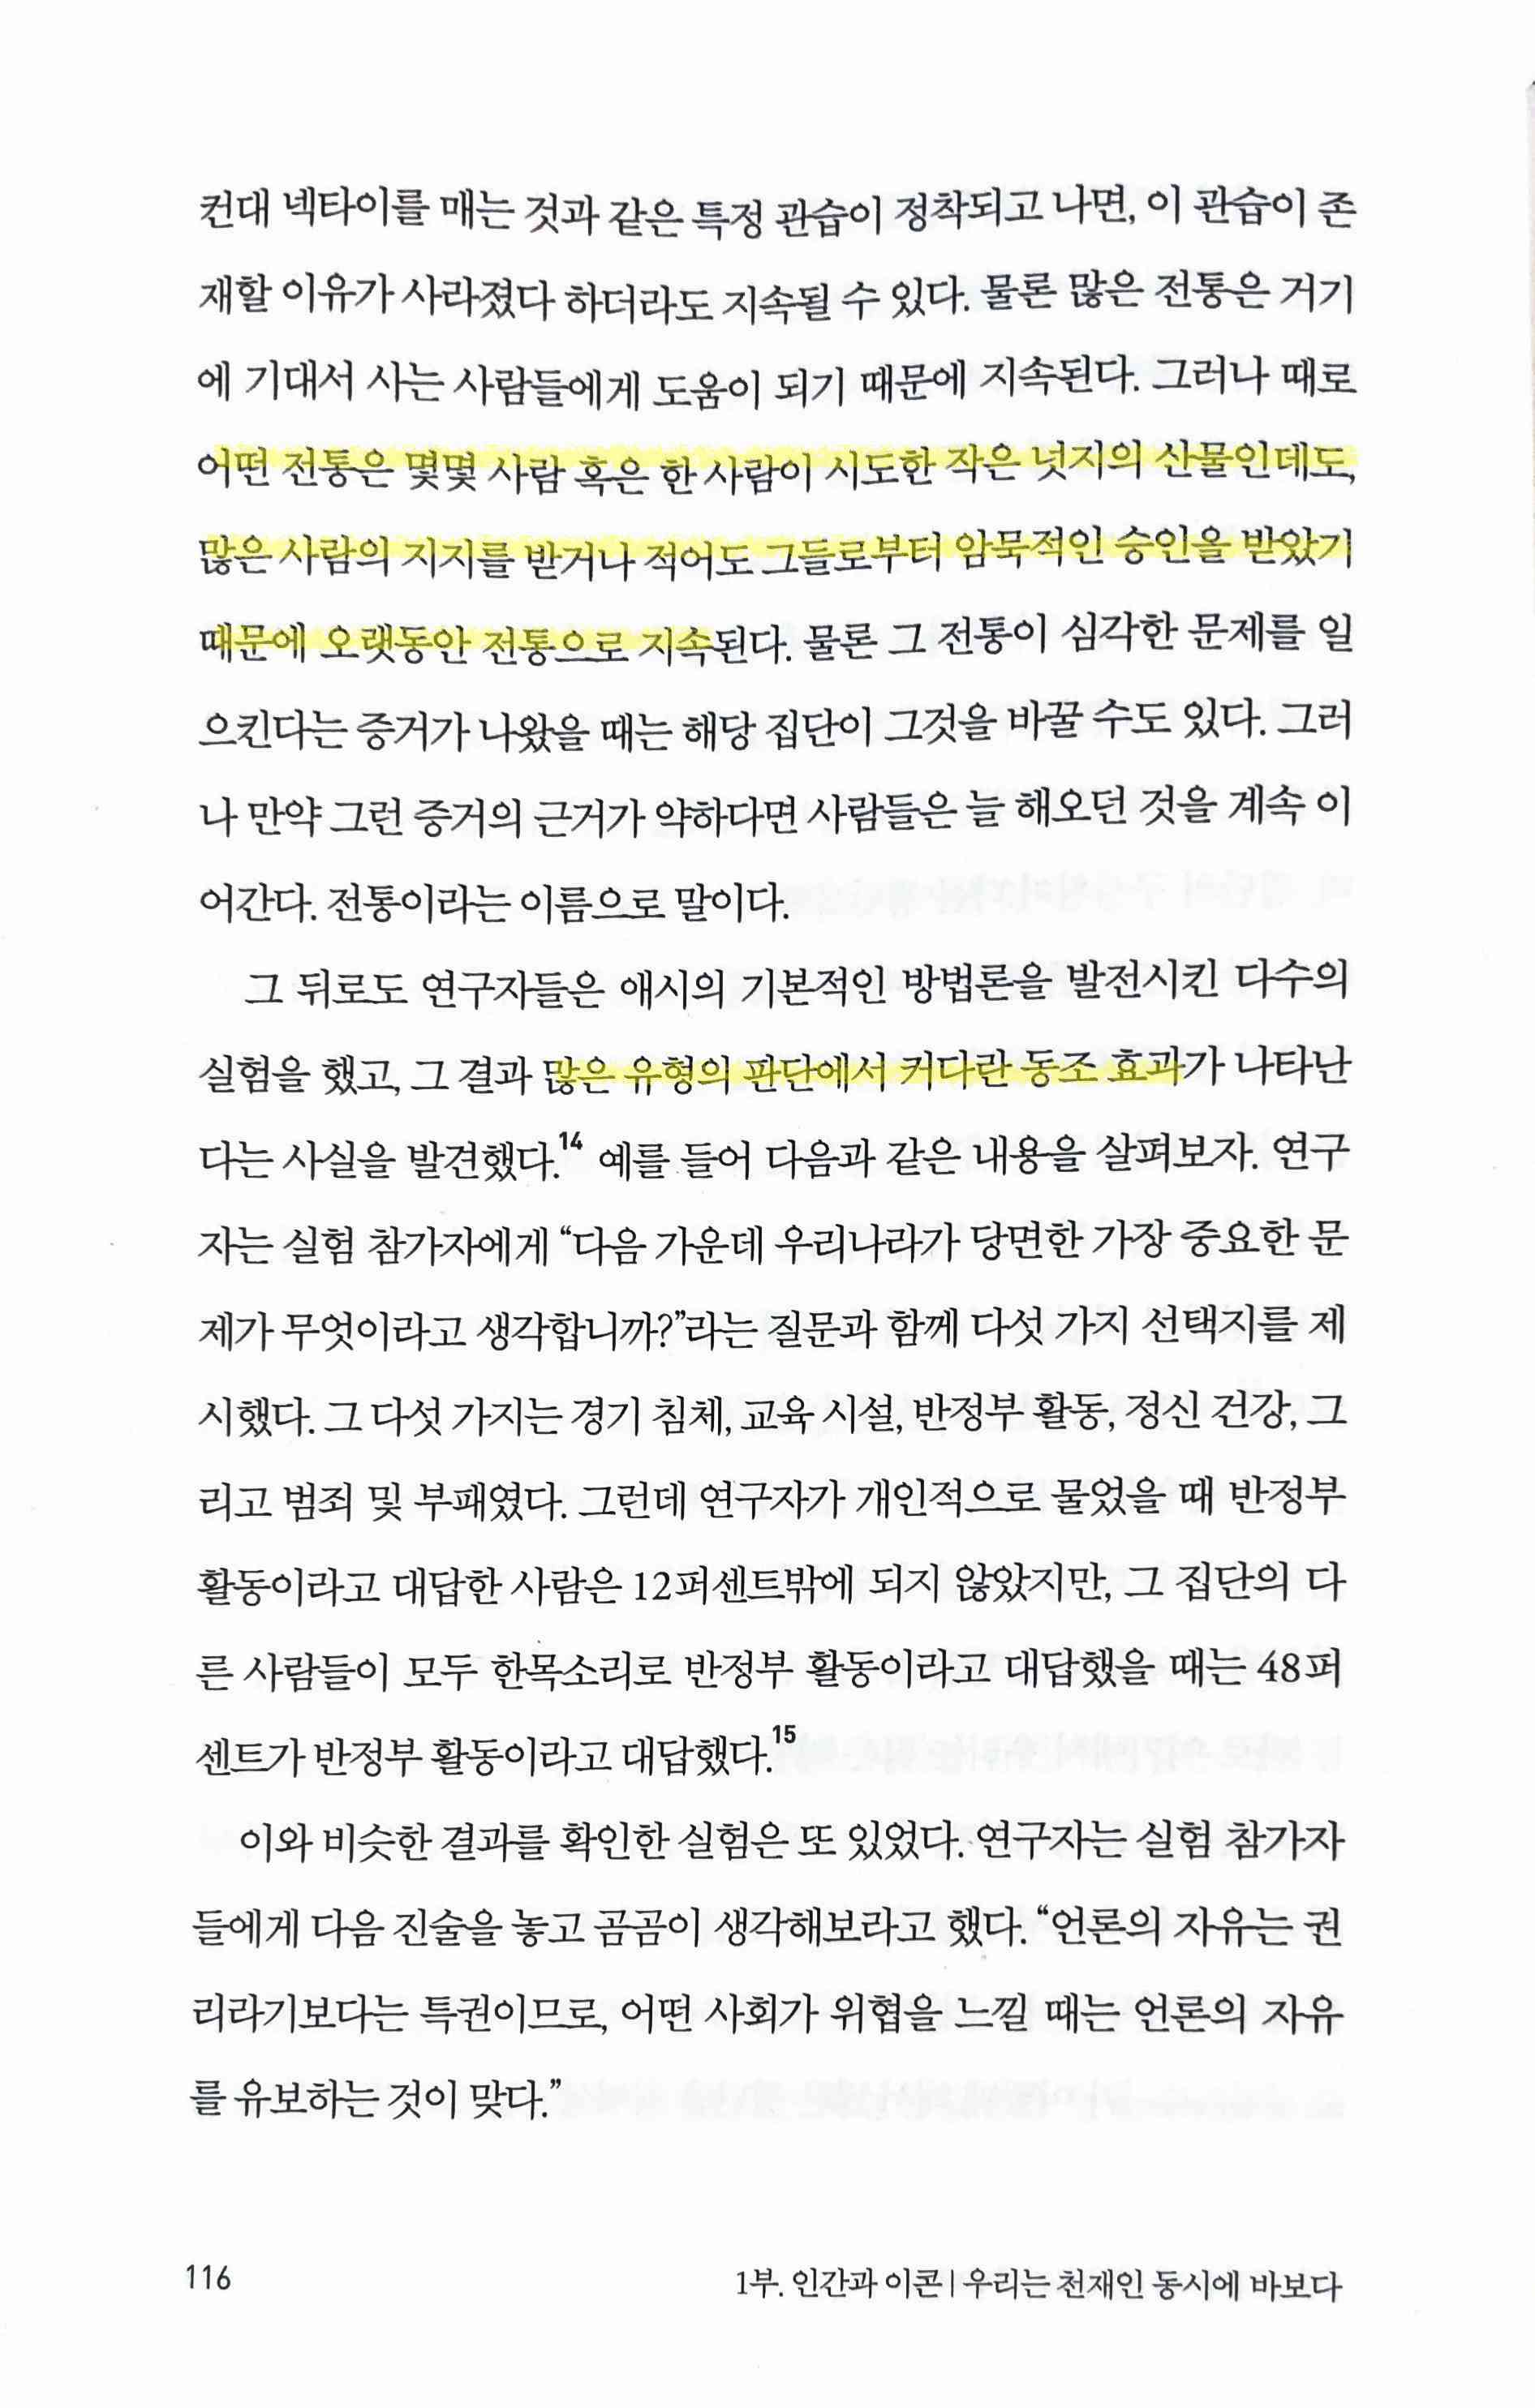 컨대 넥타이를 매는 것과 같은 특정 관습이 정착되고 나면, 이 관습이 존
재할 이유가 사라졌다 하더라도 지속될 수 있다. 물론 많은 전통은 거기
에 기대서 사는 사람들에게 도움이 되기 때문에 지속된다. 그러나 때로
어떤 전통은 몇몇 사람 혹은 한 사람이 시도한 작은 넛지의 산물인데도,
많은 사람의 지지를 받거나 적어도 그들로부터 암묵적인 승인을 받았기
때문에 오랫동안 전통으로 지속된다. 물론 그 전통이 심각한 문제를 일
으킨다는 증거가 나왔을 때는 해당 집단이 그것을 바꿀 수도 있다. 그러
나 만약 그런 증거의 근거가 약하다면 사람들은 늘 해오던 것을 계속 이
어간다. 전통이라는 이름으로 말이다.
그 뒤로도 연구자들은 애시의 기본적인 방법론을 발전시킨 다수의
실험을 했고, 그 결과 많은 유형의 판단에서 커다란 동조 효과가 나타난
다는 사실을 발견했다.14 예를 들어 다음과 같은 내용을 살펴보자. 연구
자는 실험 참가자에게 “다음 가운데 우리나라가 당면한 가장 중요한 문
제가 무엇이라고 생각합니까?”라는 질문과 함께 다섯 가지 선택지를 제
시했다. 그 다섯 가지는 경기 침체, 교육 시설, 반정부 활동, 정신 건강, 그
리고 범죄 및 부패였다. 그런데 연구자가 개인적으로 물었을 때 반정부
활동이라고 대답한 사람은 12퍼센트밖에 되지 않았지만, 그 집단의 다
른 사람들이 모두 한목소리로 반정부 활동이라고 대답했을 때는 48퍼
센트가 반정부 활동이라고 대답했다.15
이와 비슷한 결과를 확인한 실험은 또 있었다. 연구자는 실험 참가자
들에게 다음 진술을 놓고 곰곰이 생각해보라고 했다. “언론의 자유는 권
리라기보다는 특권이므로, 어떤 사회가 위협을 느낄 때는 언론의 자유
를 유보하는 것이 맞다.”
116
1부. 인간과 이콘 | 우리는 천재인 동시에 바보다